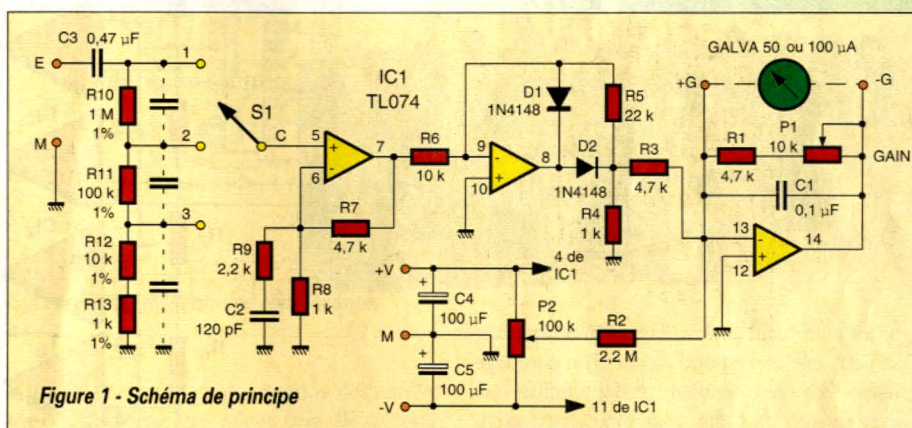 C3 0,47 µF
E
M
R10
1 M
1%
R11
100 k
1%
R12
10 k
1%
R13
1 k
1%
1
2
3
S1
C
IC1
TL074
5
+
6
-
7
R9
2,2 k
C2
120 pF
R7
4,7 k
R8
1 k
R6
10 k
9
-
10
+
8
D1
1N4148
D2
1N4148
R5
22 k
R3
4,7 k
R4
1 k
GALVA 50 ou 100 µA
+G
-G
R1
4,7 k
P1
10 k
GAIN
C1
0,1 µF
13
-
12
+
14
+V
4 de
IC1
+
C4
100 µF
M
+
C5
100 µF
P2
100 k
R2
2,2 M
-V
11 de IC1
Figure 1 - Schéma de principe